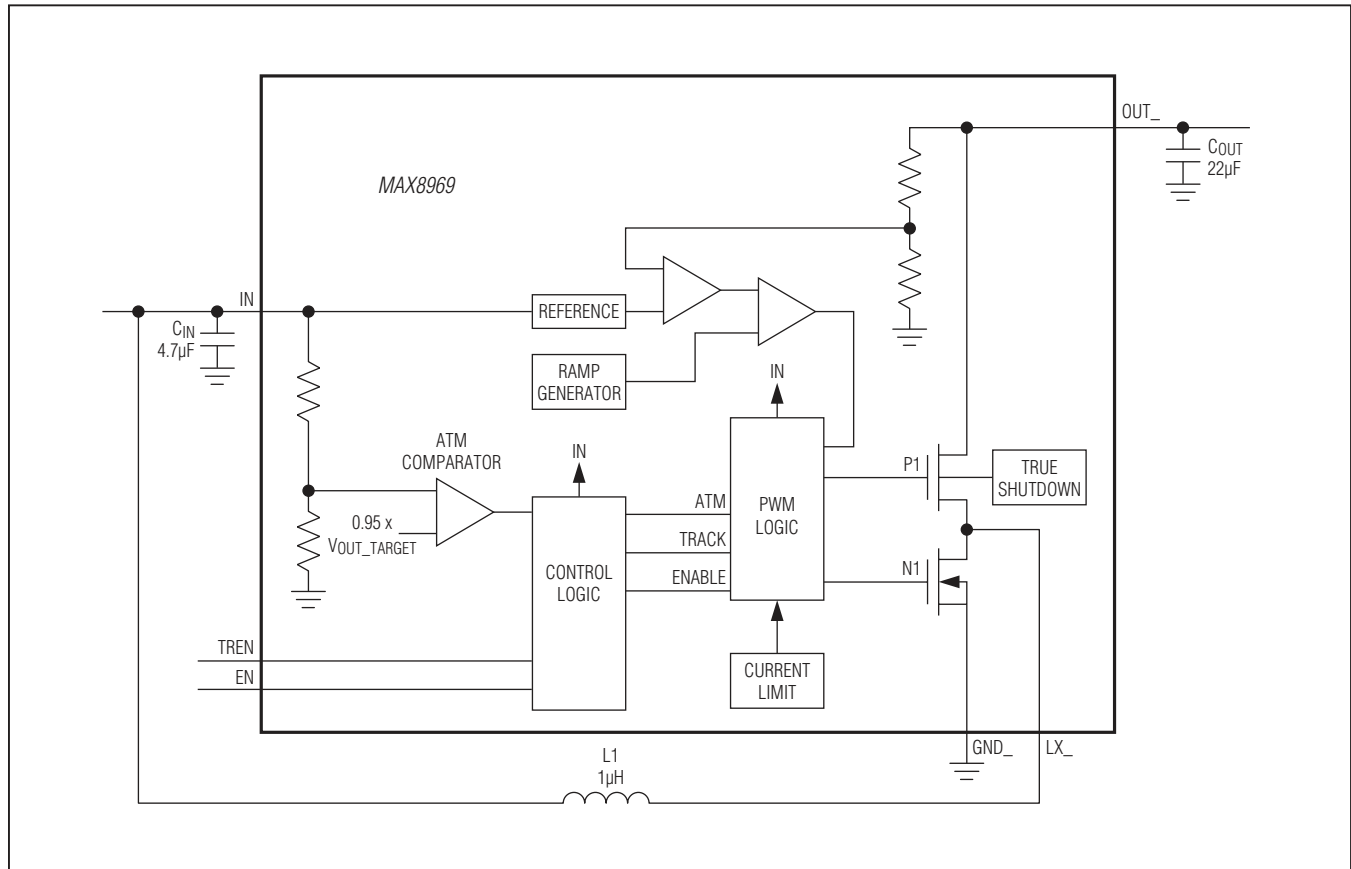 MAX8969
OUT_
COUT
22µF
IN
CIN
4.7µF
REFERENCE
RAMP
GENERATOR
IN
ATM
COMPARATOR
IN
0.95 x
VOUT_TARGET
CONTROL
LOGIC
ATM
TRACK
ENABLE
PWM
LOGIC
P1
TRUE
SHUTDOWN
N1
CURRENT
LIMIT
TREN
EN
GND_
LX_
L1
1µH